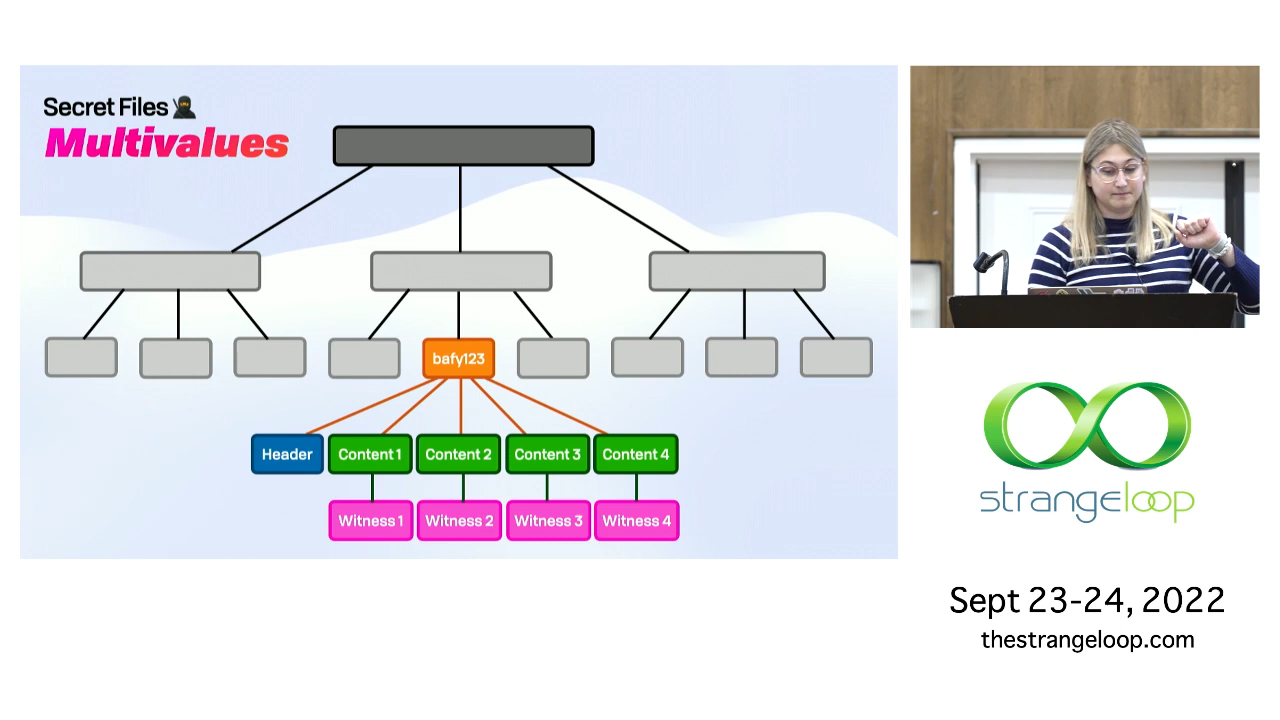 Secret Files
Multivalues
bafy123
Header
Content 1
Content 2
Content 3
Content 4
Witness 1
Witness 2
Witness 3
Witness 4
strangeloop
Sept 23-24, 2022
thestrangeloop.com